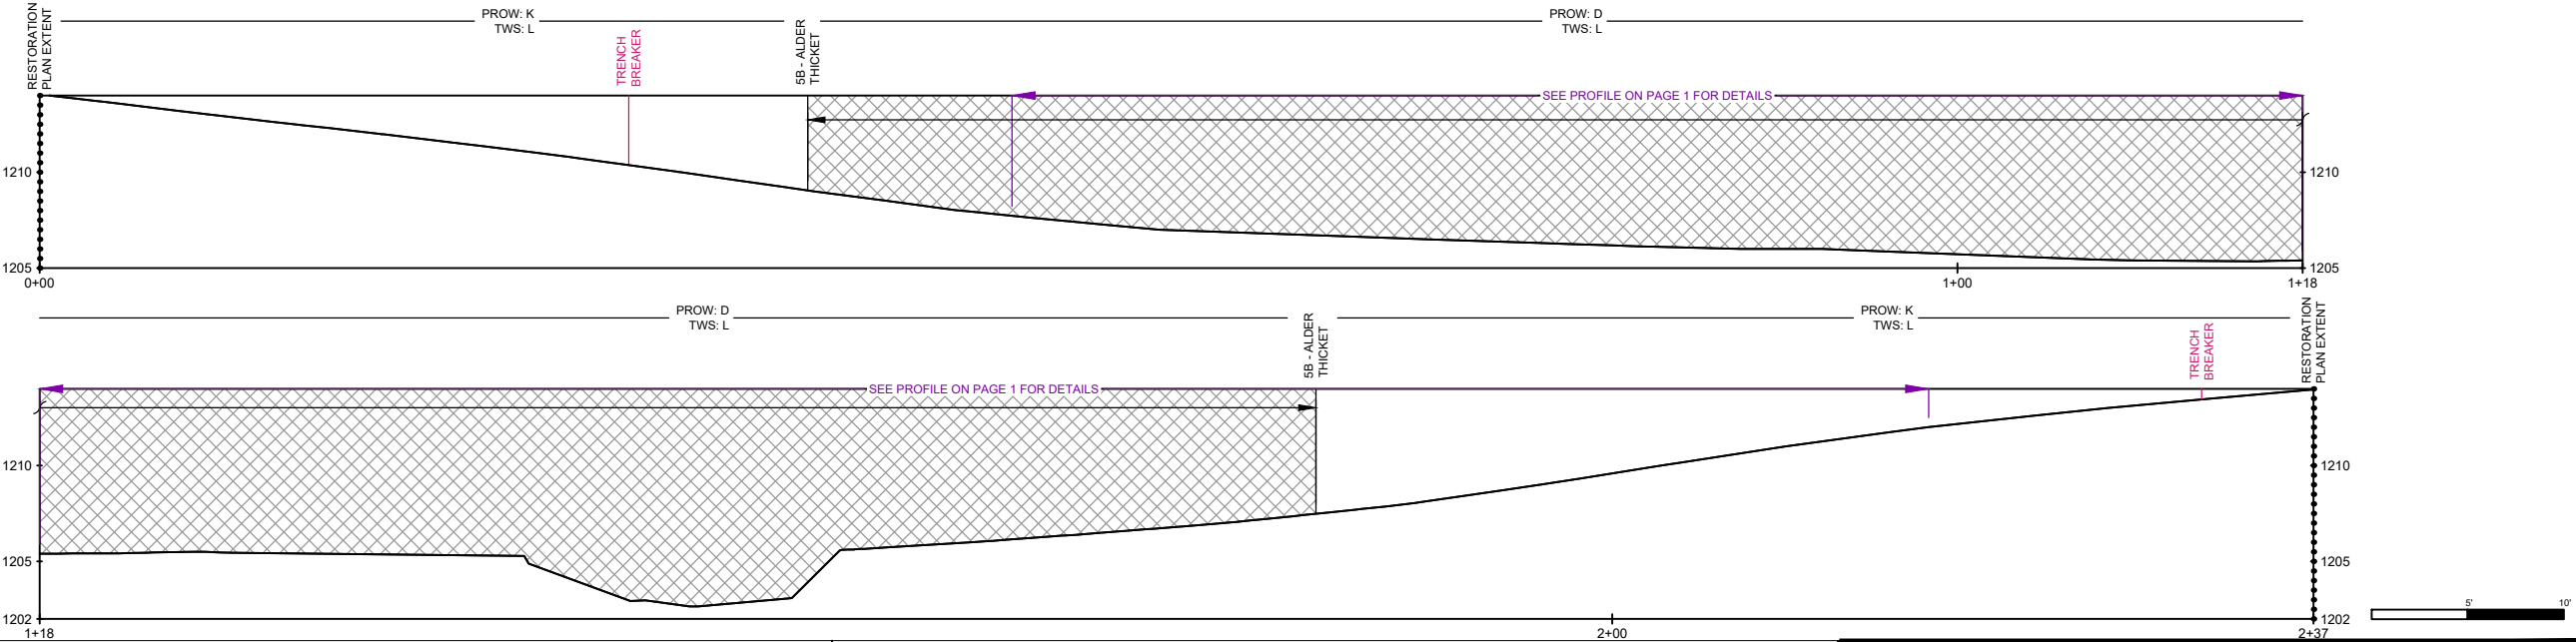 RESTORATION
PLAN EXTENT
PROW: K
TWS: L
TRENCH
BREAKER
5B - ALDER
THICKET
PROW: D
TWS: L
SEE PROFILE ON PAGE 1 FOR DETAILS
1210
1210
1205
1205
0+00
1+00
1+18
PROW: D
TWS: L
5B - ALDER
THICKET
PROW: K
TWS: L
TRENCH
BREAKER
RESTORATION
PLAN EXTENT
SEE PROFILE ON PAGE 1 FOR DETAILS
1210
1210
1205
1205
1202
1202
1+18
2+00
2+37
5'
10'